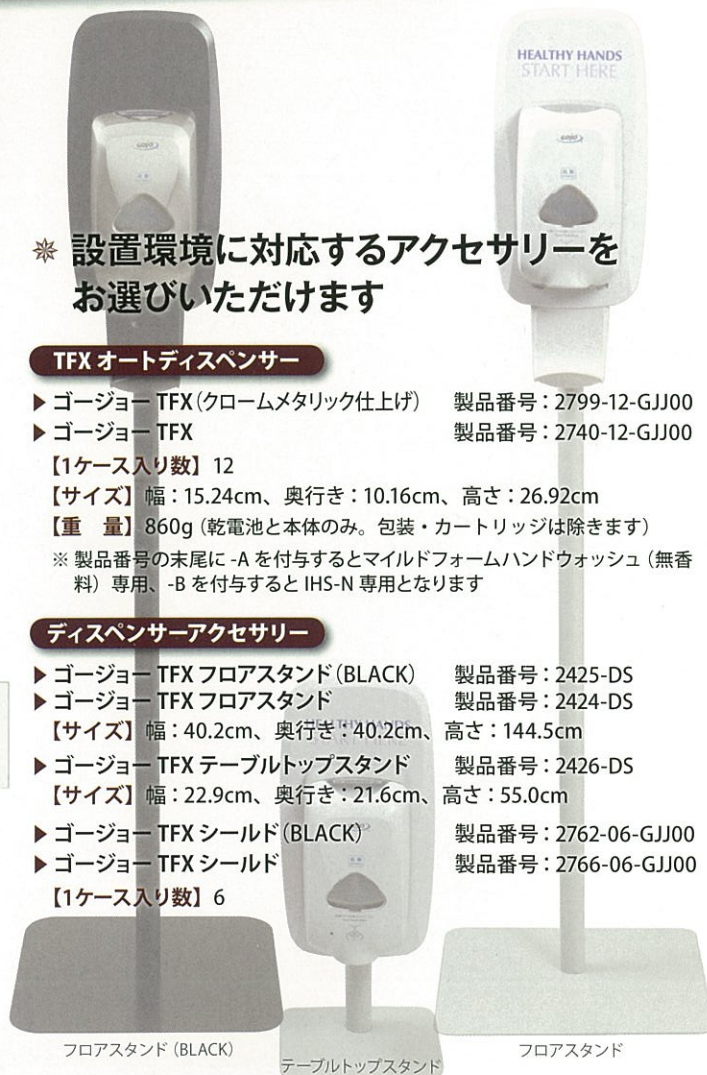 HEALTHY HANDS
START HERE
GOJO
GOJO
✵ 設置環境に対応するアクセサリーを
お選びいただけます
TFX オートディスペンサー
▶ ゴージョー TFX(クロームメタリック仕上げ) 製品番号:2799-12-GJJ00
▶ ゴージョー TFX 製品番号:2740-12-GJJ00
【1ケース入り数】12
【サイズ】幅:15.24cm、奥行き:10.16cm、高さ:26.92cm
【重 量】860g(乾電池と本体のみ。包装・カートリッジは除きます)
※ 製品番号の末尾に -A を付与するとマイルドフォームハンドウォッシュ(無香
料)専用、-B を付与すると IHS-N 専用となります
ディスペンサーアクセサリー
▶ ゴージョー TFX フロアスタンド(BLACK) 製品番号:2425-DS
▶ ゴージョー TFX フロアスタンド 製品番号:2424-DS
【サイズ】幅:40.2cm、奥行き:40.2cm、高さ:144.5cm
HEALTHY HANDS
START HERE
▶ ゴージョー TFX テーブルトップスタンド 製品番号:2426-DS
【サイズ】幅:22.9cm、奥行き:21.6cm、高さ:55.0cm
▶ ゴージョー TFX シールド(BLACK) 製品番号:2762-06-GJJ00
▶ ゴージョー TFX シールド 製品番号:2766-06-GJJ00
【1ケース入り数】6
フロアスタンド(BLACK)
テーブルトップスタンド
フロアスタンド